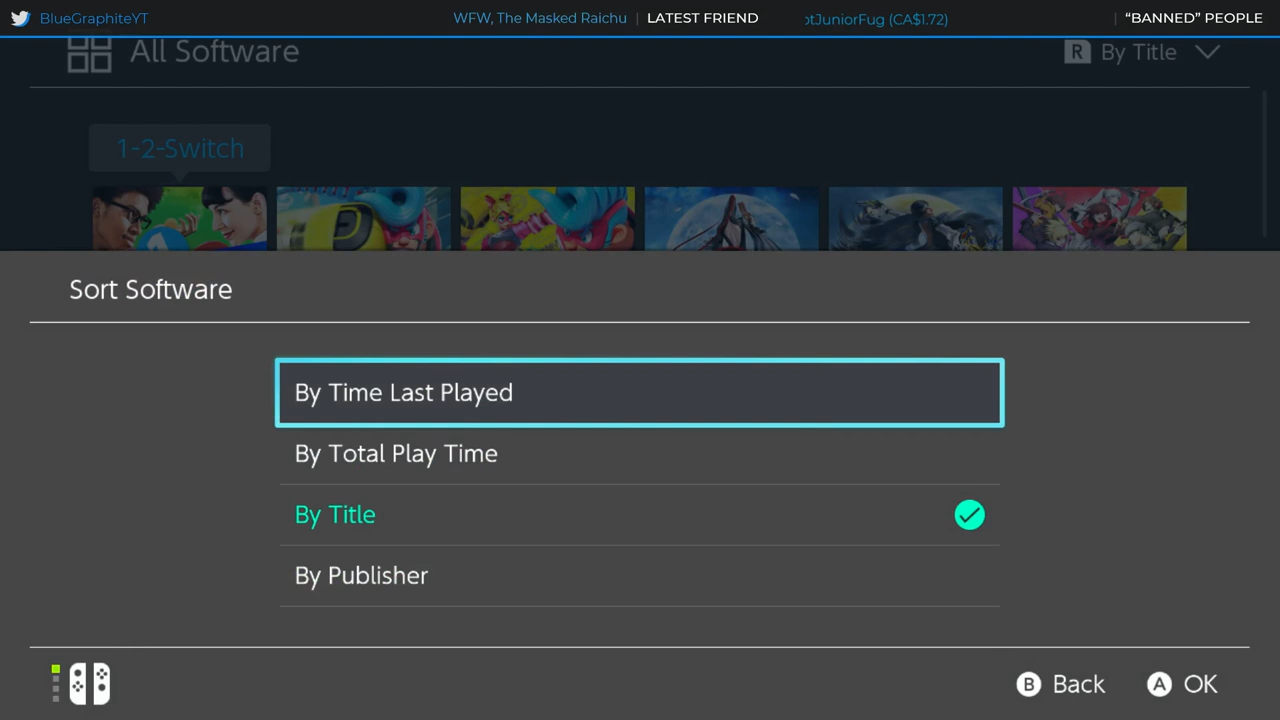 BlueGraphiteYT
WFW, The Masked Raichu | LATEST FRIEND
otJuniorFug (CA$1.72) | “BANNED” PEOPLE
All Software
R By Title
1-2-Switch
Sort Software
By Time Last Played
By Total Play Time
By Title
By Publisher
B Back
A OK